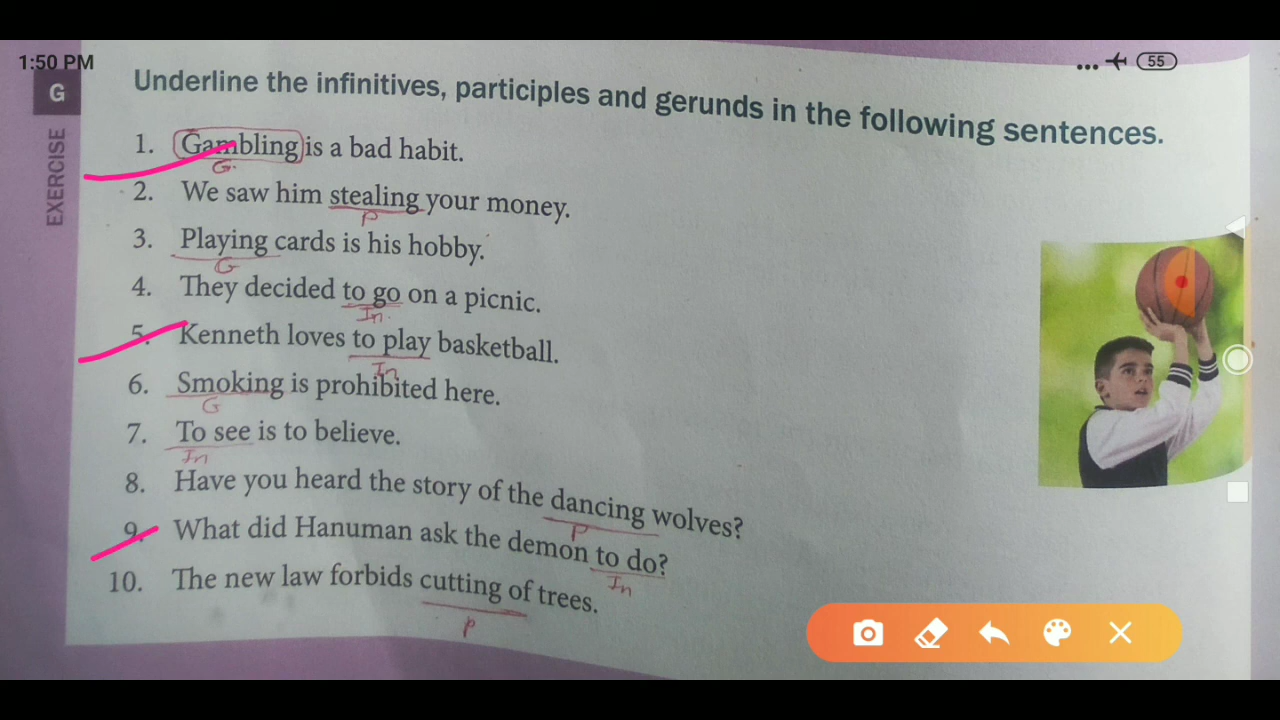 1:50 PM
55
G
EXERCISE
Underline the infinitives, participles and gerunds in the following sentences.
1. Gambling is a bad habit.
G.
2. We saw him stealing your money.
P
3. Playing cards is his hobby.
G
4. They decided to go on a picnic.
In.
5. Kenneth loves to play basketball.
In
6. Smoking is prohibited here.
G
7. To see is to believe.
In
8. Have you heard the story of the dancing wolves?
P
9. What did Hanuman ask the demon to do?
In
10. The new law forbids cutting of trees.
P